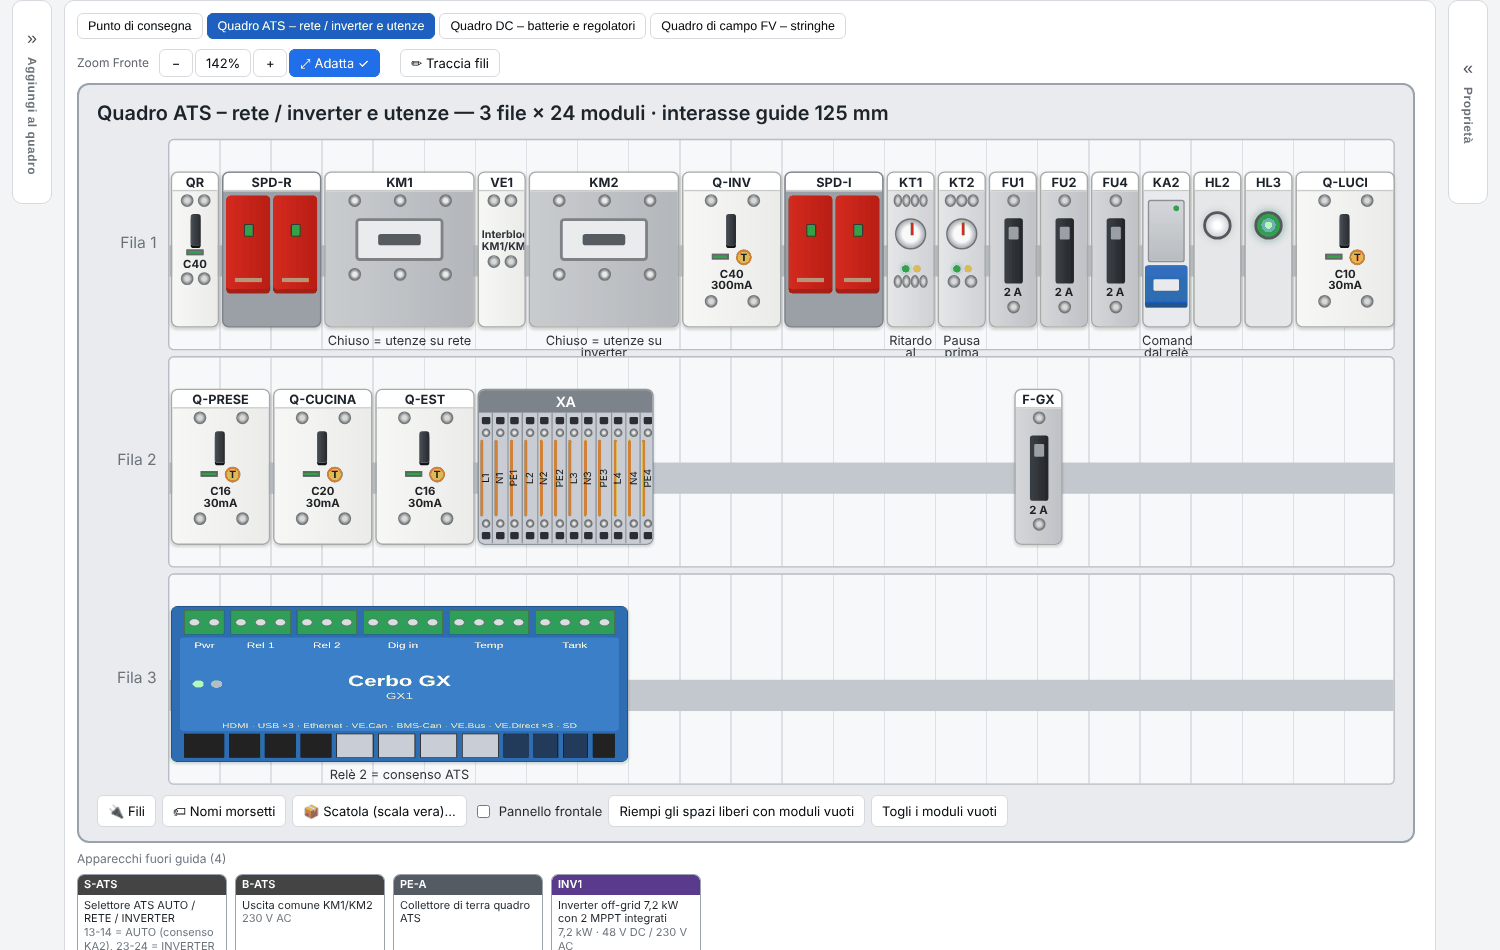 »
Aggiungi al quadro
Punto di consegna
Quadro ATS – rete / inverter e utenze
Quadro DC – batterie e regolatori
Quadro di campo FV – stringhe
Zoom Fronte
−
142%
+
⤢ Adatta ✓
✏ Traccia fili
«
Proprietà
Quadro ATS – rete / inverter e utenze — 3 file × 24 moduli · interasse guide 125 mm
Fila 1
QR
C40
SPD-R
KM1
Chiuso = utenze su rete
VE1
Interbloc
KM1/KM
KM2
Chiuso = utenze su
inverter
Q-INV
T
C40
300mA
SPD-I
KT1
Ritardo
al
KT2
Pausa
prima
FU1
2 A
FU2
2 A
FU4
2 A
KA2
Comand
dal relè
HL2
HL3
Q-LUCI
T
C10
30mA
Fila 2
Q-PRESE
T
C16
30mA
Q-CUCINA
T
C20
30mA
Q-EST
T
C16
30mA
XA
L1
N1
PE1
L2
N2
PE2
L3
N3
PE3
L4
N4
PE4
F-GX
2 A
Fila 3
Pwr
Rel 1
Rel 2
Dig in
Temp
Tank
Cerbo GX
GX1
HDMI · USB ×3 · Ethernet · VE.Can · BMS-Can · VE.Bus · VE.Direct ×3 · SD
Relè 2 = consenso ATS
🔌 Fili
🏷 Nomi morsetti
📦 Scatola (scala vera)…
Pannello frontale
Riempi gli spazi liberi con moduli vuoti
Togli i moduli vuoti
Apparecchi fuori guida (4)
S-ATS
Selettore ATS AUTO /
RETE / INVERTER
13-14 = AUTO (consenso
KA2), 23-24 = INVERTER
B-ATS
Uscita comune KM1/KM2
230 V AC
PE-A
Collettore di terra quadro
ATS
INV1
Inverter off-grid 7,2 kW
con 2 MPPT integrati
7,2 kW · 48 V DC / 230 V
AC